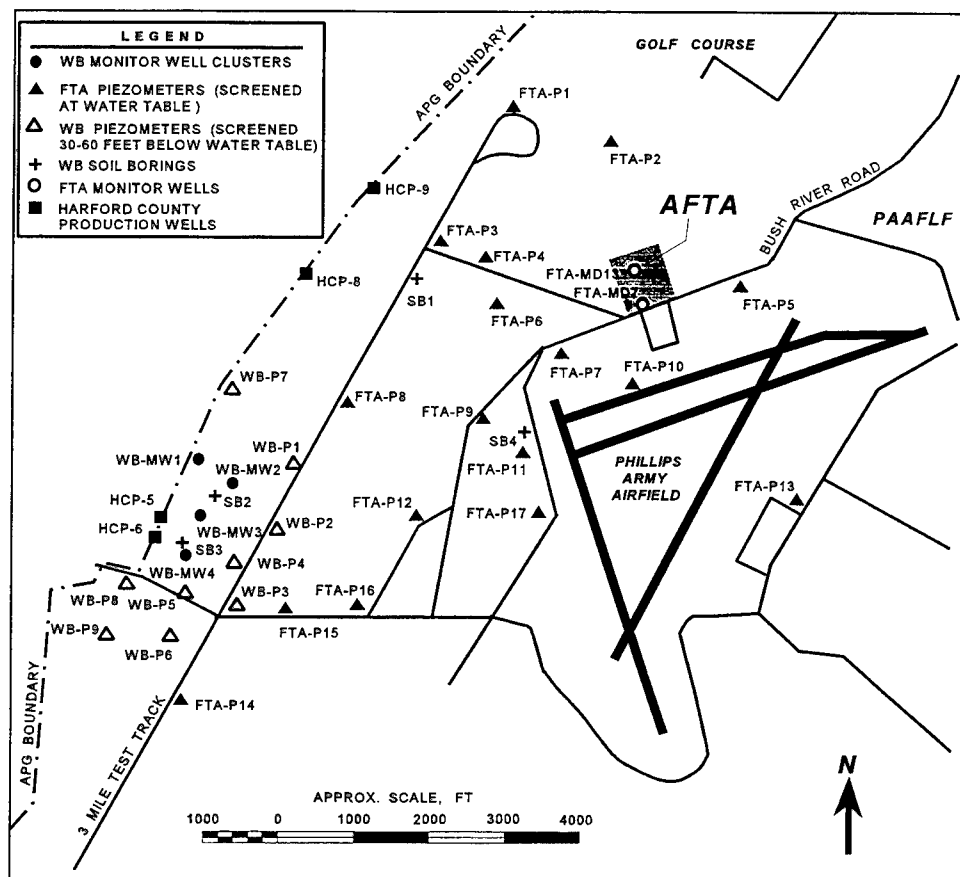 LEGEND
WB MONITOR WELL CLUSTERS
FTA PIEZOMETERS (SCREENED
AT WATER TABLE)
WB PIEZOMETERS (SCREENED
30-60 FEET BELOW WATER TABLE)
WB SOIL BORINGS
FTA MONITOR WELLS
HARFORD COUNTY
PRODUCTION WELLS
APG BOUNDARY
GOLF COURSE
FTA-P1
FTA-P2
HCP-9
AFTA
BUSH RIVER ROAD
PAAFLF
FTA-P3
FTA-P4
HCP-8
SB1
FTA-MD13
FTA-MD7
FTA-P5
FTA-P6
FTA-P7
FTA-P10
WB-P7
FTA-P8
FTA-P9
SB4
FTA-P11
WB-MW1
WB-P1
WB-MW2
PHILLIPS
ARMY
AIRFIELD
HCP-5
SB2
FTA-P12
FTA-P17
FTA-P13
HCP-6
WB-MW3
WB-P2
SB3
WB-P4
WB-MW4
WB-P8
WB-P5
WB-P3
FTA-P16
FTA-P15
WB-P9
WB-P6
FTA-P14
APG BOUNDARY
3 MILE TEST TRACK
N
APPROX. SCALE, FT
1000 0 1000 2000 3000 4000